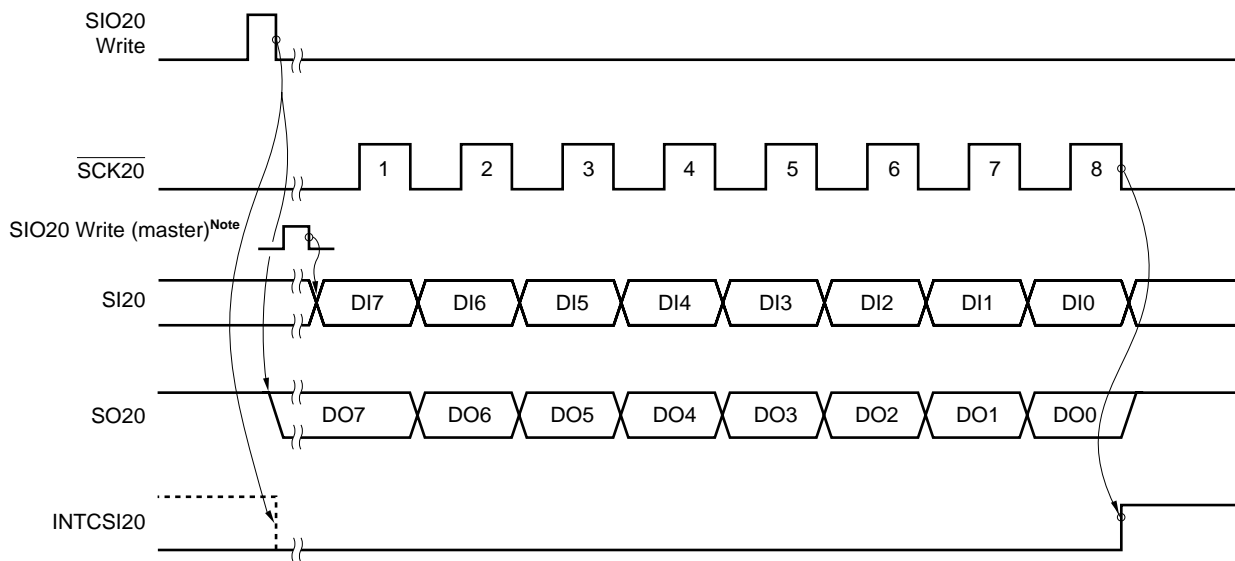 SIO20
Write
SCK20
1 2 3 4 5 6 7 8
SIO20 Write (master)Note
SI20
DI7 DI6 DI5 DI4 DI3 DI2 DI1 DI0
SO20
DO7 DO6 DO5 DO4 DO3 DO2 DO1 DO0
INTCSI20